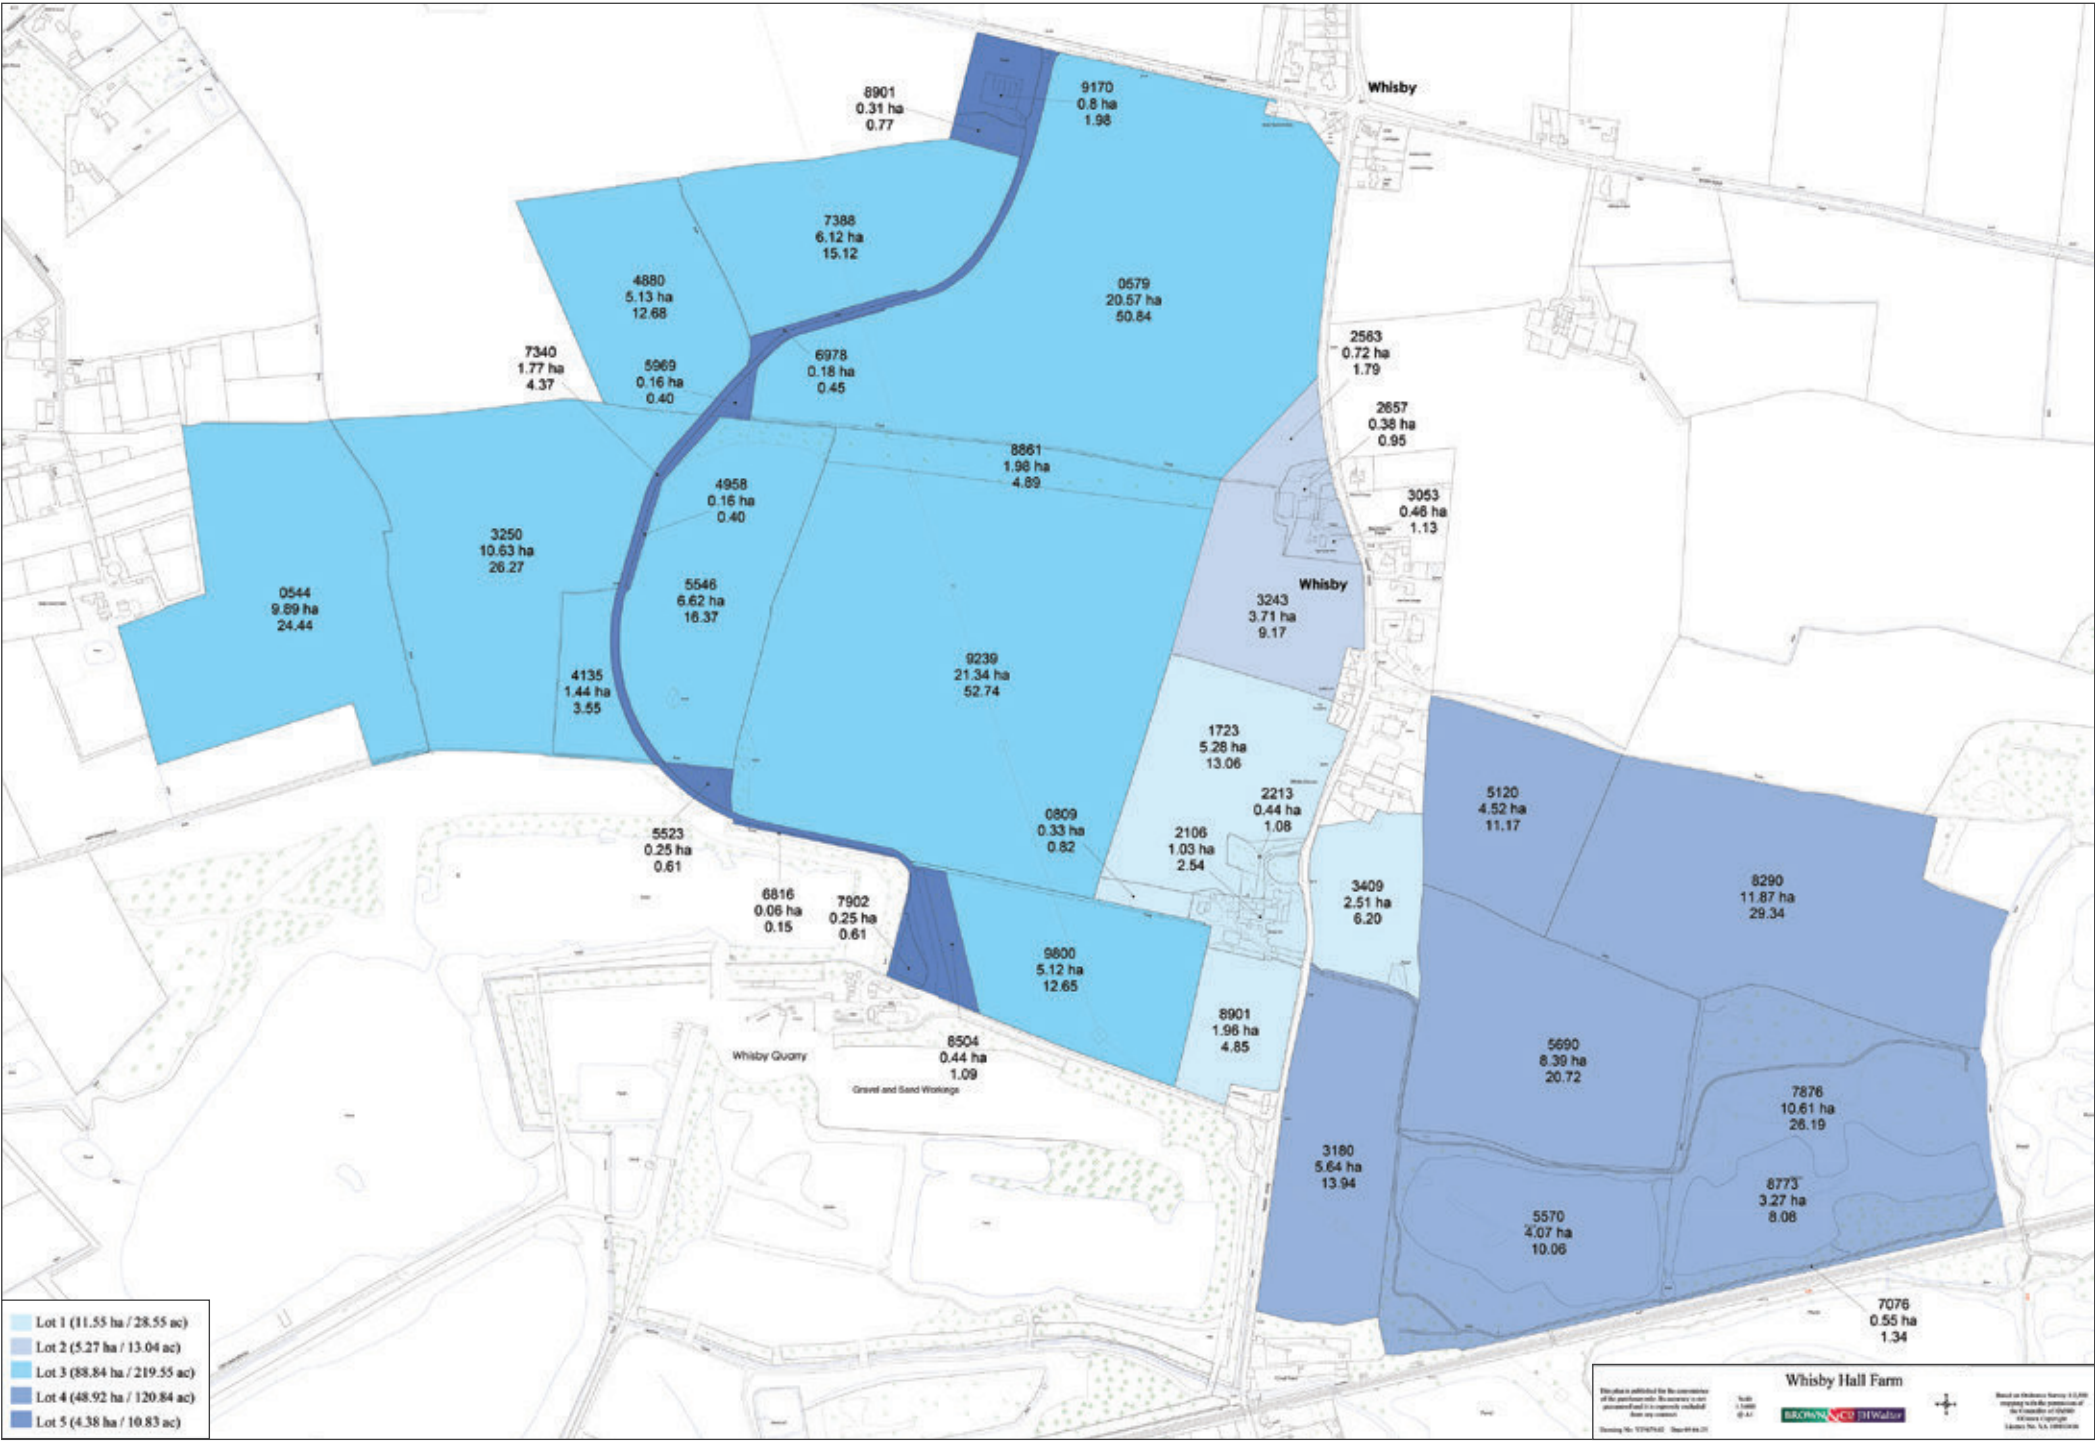 Whisby
8901
0.31 ha
0.77
9170
0.8 ha
1.98
7388
6.12 ha
15.12
4880
5.13 ha
12.68
0579
20.57 ha
50.84
7340
1.77 ha
4.37
5969
0.16 ha
0.40
6978
0.18 ha
0.45
2563
0.72 ha
1.79
2657
0.38 ha
0.95
8861
1.98 ha
4.89
4958
0.16 ha
0.40
3053
0.46 ha
1.13
3250
10.63 ha
26.27
0544
9.89 ha
24.44
5546
6.62 ha
16.37
Whisby
3243
3.71 ha
9.17
9239
21.34 ha
52.74
4135
1.44 ha
3.55
1723
5.28 ha
13.06
2213
0.44 ha
1.08
5120
4.52 ha
11.17
0809
0.33 ha
0.82
2106
1.03 ha
2.54
5523
0.25 ha
0.61
6816
0.06 ha
0.15
7902
0.25 ha
0.61
3409
2.51 ha
6.20
8290
11.87 ha
29.34
9800
5.12 ha
12.65
8901
1.96 ha
4.85
8504
0.44 ha
1.09
Whisby Quarry
Gravel and Sand Workings
5690
8.39 ha
20.72
7876
10.61 ha
26.19
3180
5.64 ha
13.94
8773
3.27 ha
8.08
5570
4.07 ha
10.06
7076
0.55 ha
1.34
Lot 1 (11.55 ha / 28.55 ac)
Lot 2 (5.27 ha / 13.04 ac)
Lot 3 (88.84 ha / 219.55 ac)
Lot 4 (48.92 ha / 120.84 ac)
Lot 5 (4.38 ha / 10.83 ac)
Whisby Hall Farm
BROWN & CO JHWalter